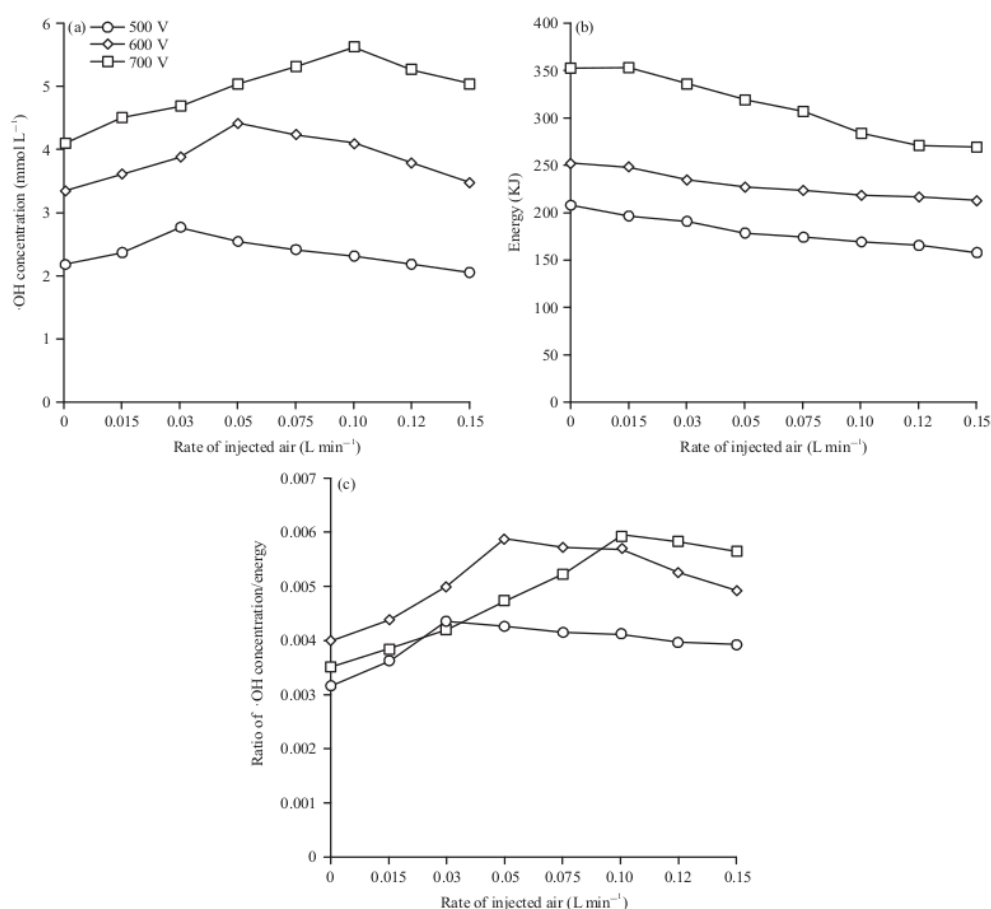 (a)
500 V
600 V
700 V
6
5
4
3
2
1
0
·OH concentration (mmol L⁻¹)
0 0.015 0.03 0.05 0.075 0.10 0.12 0.15
Rate of injected air (L min⁻¹)
(b)
400
350
300
250
200
150
100
50
0
Energy (KJ)
0 0.015 0.03 0.05 0.075 0.10 0.12 0.15
Rate of injected air (L min⁻¹)
(c)
0.007
0.006
0.005
0.004
0.003
0.002
0.001
0
Ratio of ·OH concentration/energy
0 0.015 0.03 0.05 0.075 0.10 0.12 0.15
Rate of injected air (L min⁻¹)